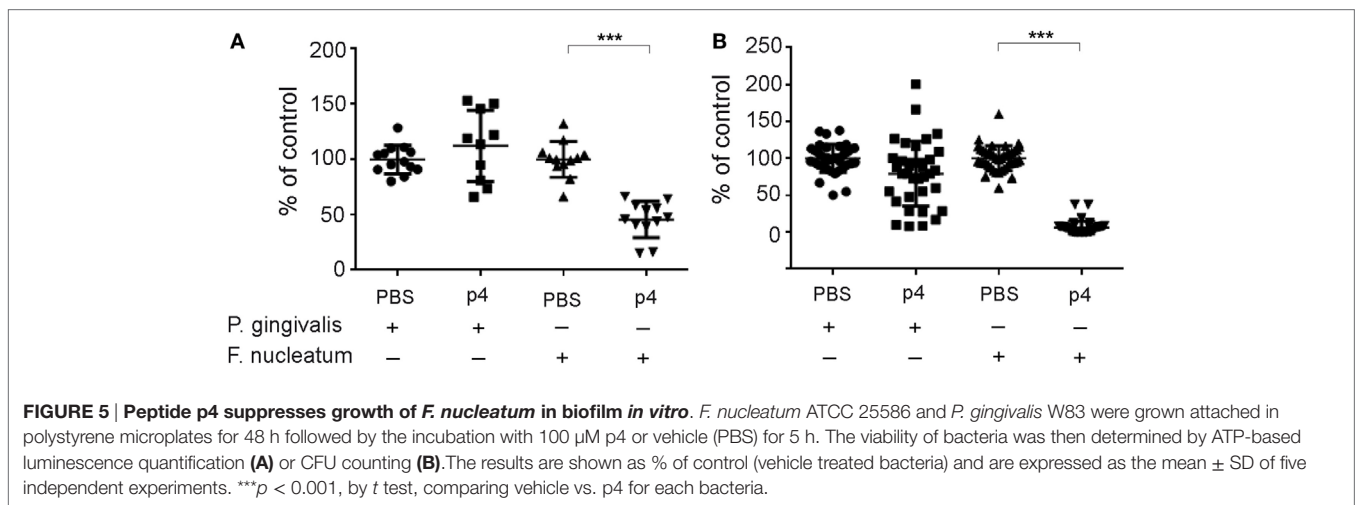 A
200
150
100
50
0
% of control
***
PBS
p4
PBS
p4
B
250
200
150
100
50
0
% of control
***
PBS
p4
PBS
p4
P. gingivalis + + – – + + – –
F. nucleatum – – + + – – + +
FIGURE 5 | Peptide p4 suppresses growth of F. nucleatum in biofilm in vitro. F. nucleatum ATCC 25586 and P. gingivalis W83 were grown attached in
polystyrene microplates for 48 h followed by the incubation with 100 µM p4 or vehicle (PBS) for 5 h. The viability of bacteria was then determined by ATP-based
luminescence quantification (A) or CFU counting (B).The results are shown as % of control (vehicle treated bacteria) and are expressed as the mean ± SD of five
independent experiments. ***p < 0.001, by t test, comparing vehicle vs. p4 for each bacteria.